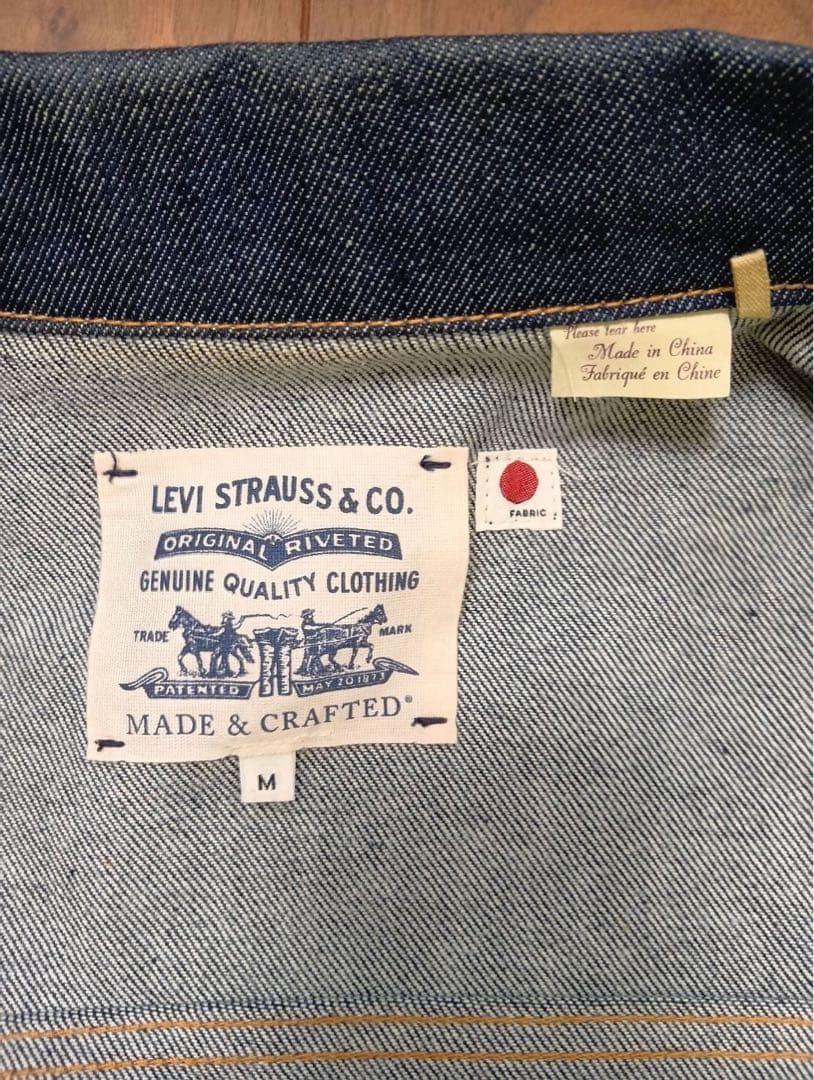 Please tear here
Made in China
Fabriqué en Chine
LEVI STRAUSS & CO.
ORIGINAL RIVETED
GENUINE QUALITY CLOTHING
TRADE MARK
PATENTED MAY 20 1873
MADE & CRAFTED®
M
FABRIC